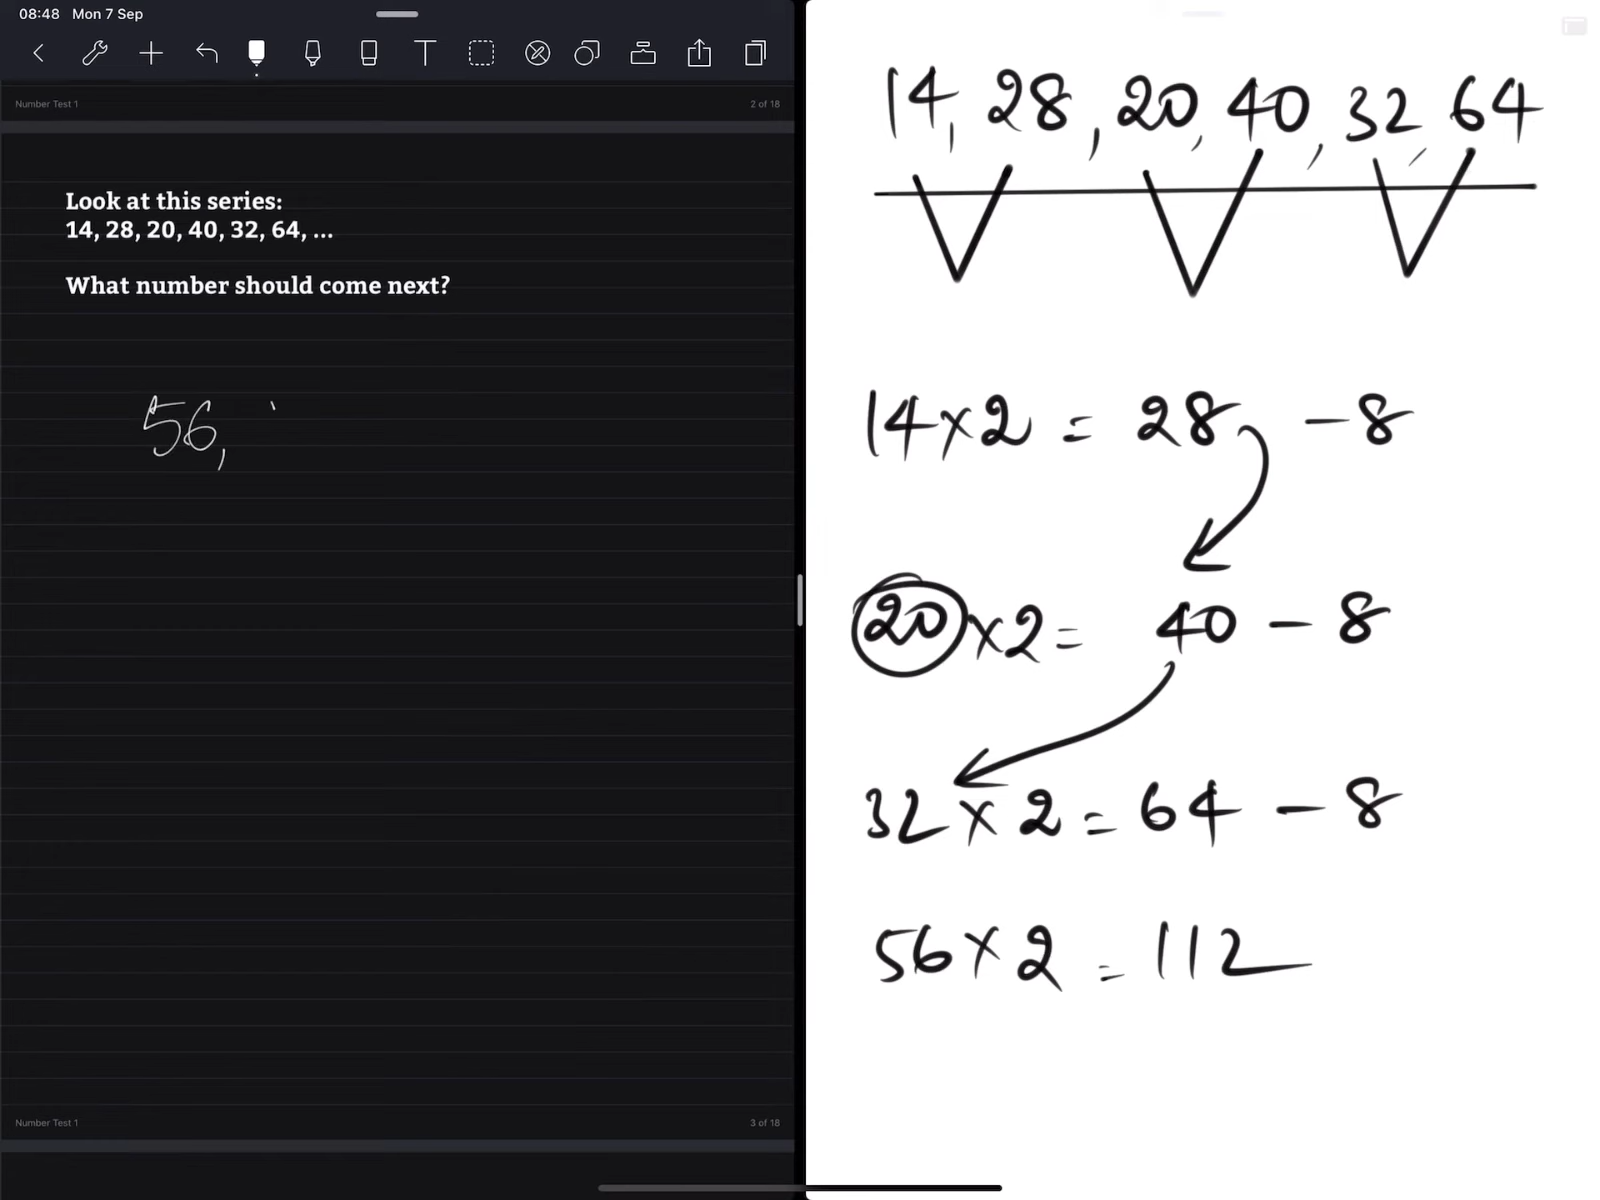 08:48 Mon 7 Sep
Number Test 1
2 of 18
Look at this series:
14, 28, 20, 40, 32, 64, ...
What number should come next?
56,
Number Test 1
3 of 18
14, 28, 20, 40, 32, 64
14×2 = 28 −8
20×2= 40 − 8
32×2=64 − 8
56×2=112